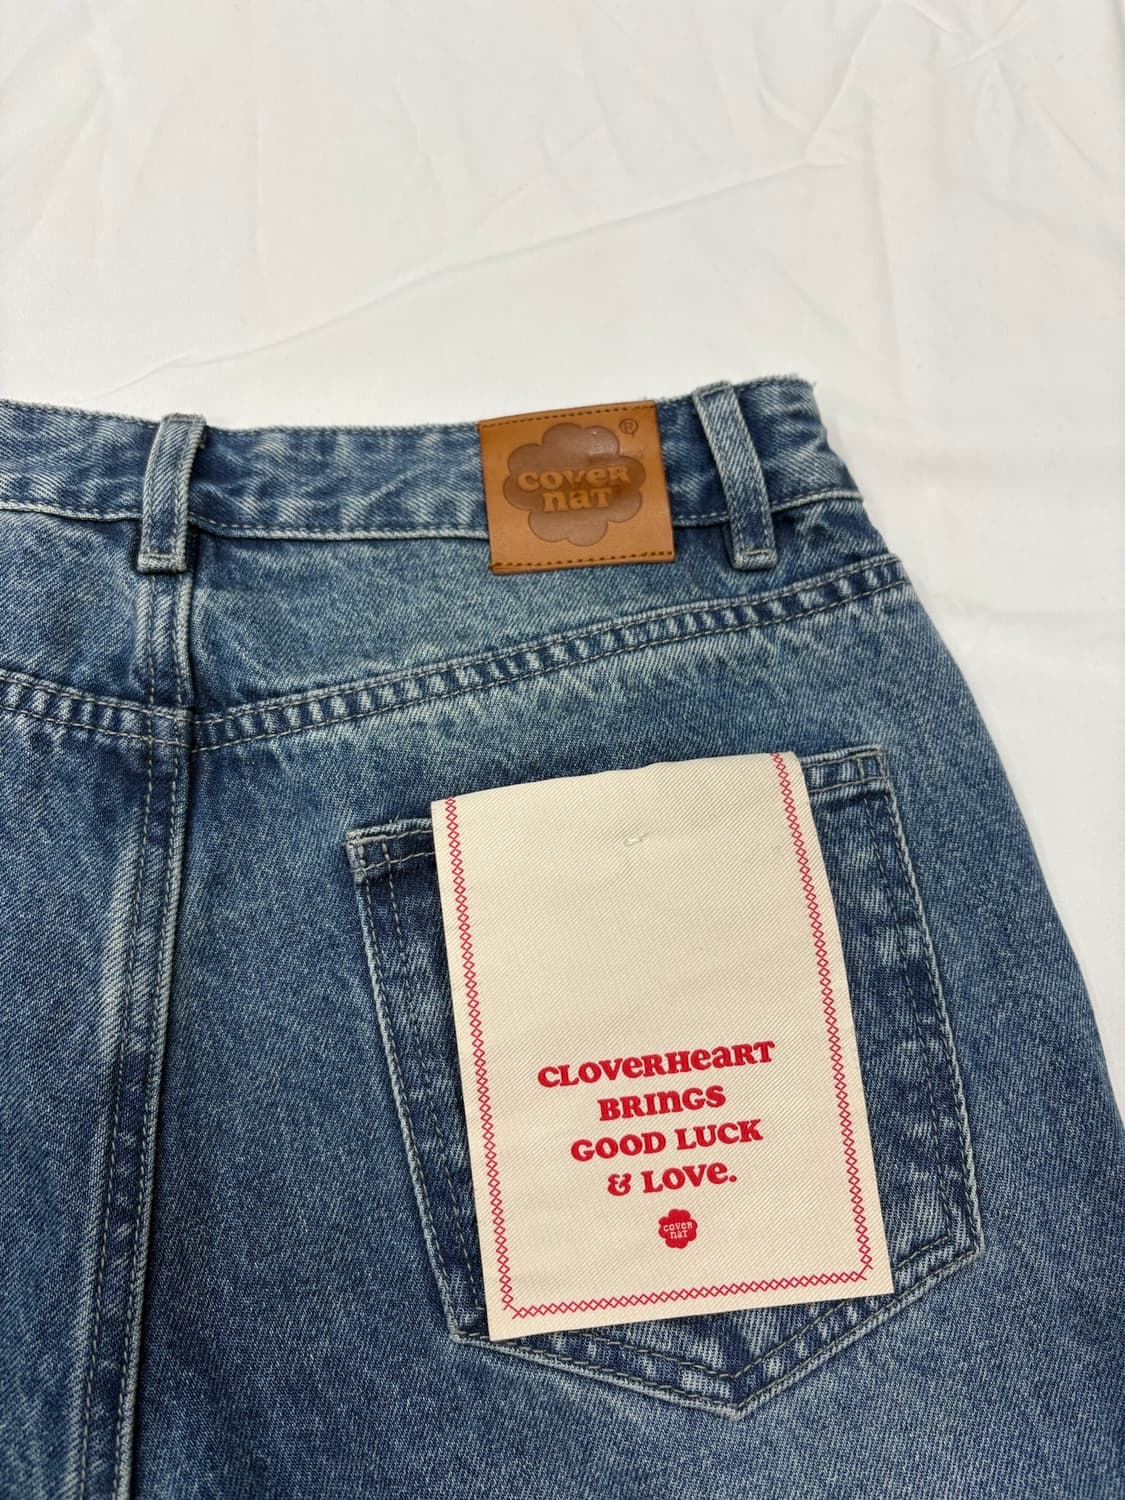 COVER
naT
®
CLOVERHeaRT
BRInGS
GOOD LUCK
& LOVe.
COVER
naT